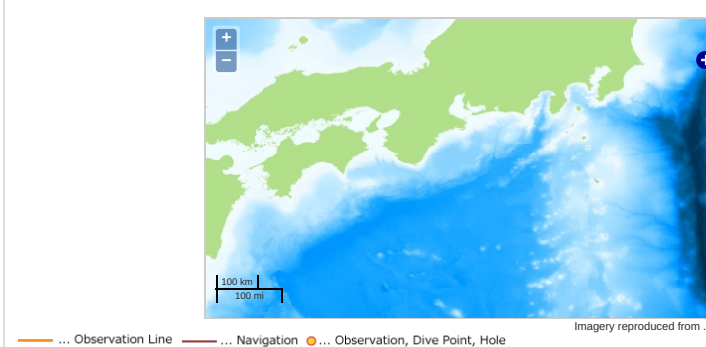 +
−
100 km
100 mi
Imagery reproduced from .
... Observation Line ... Navigation ... Observation, Dive Point, Hole